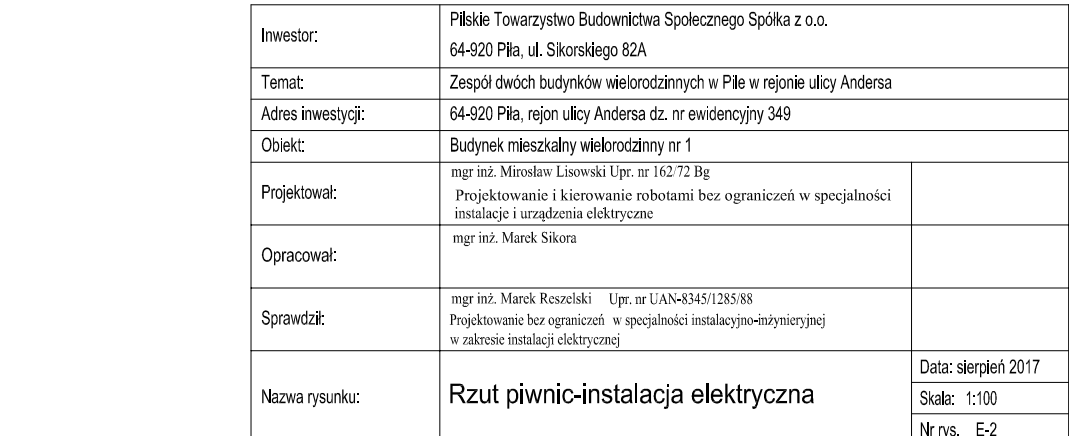 Inwestor:
Pilskie Towarzystwo Budownictwa Społecznego Spółka z o.o.
64-920 Piła, ul. Sikorskiego 82A
Temat:
Zespół dwóch budynków wielorodzinnych w Pile w rejonie ulicy Andersa
Adres inwestycji:
64-920 Piła, rejon ulicy Andersa dz. nr ewidencyjny 349
Obiekt:
Budynek mieszkalny wielorodzinny nr 1
Projektował:
mgr inż. Mirosław Lisowski Upr. nr 162/72 Bg
Projektowanie i kierowanie robotami bez ograniczeń w specjalności
instalacje i urządzenia elektryczne
Opracował:
mgr inż. Marek Sikora
Sprawdził:
mgr inż. Marek Reszelski Upr. nr UAN-8345/1285/88
Projektowanie bez ograniczeń w specjalności instalacyjno-inżynieryjnej
w zakresie instalacji elektrycznej
Nazwa rysunku:
Rzut piwnic-instalacja elektryczna
Data: sierpień 2017
Skala: 1:100
Nr rys. E-2